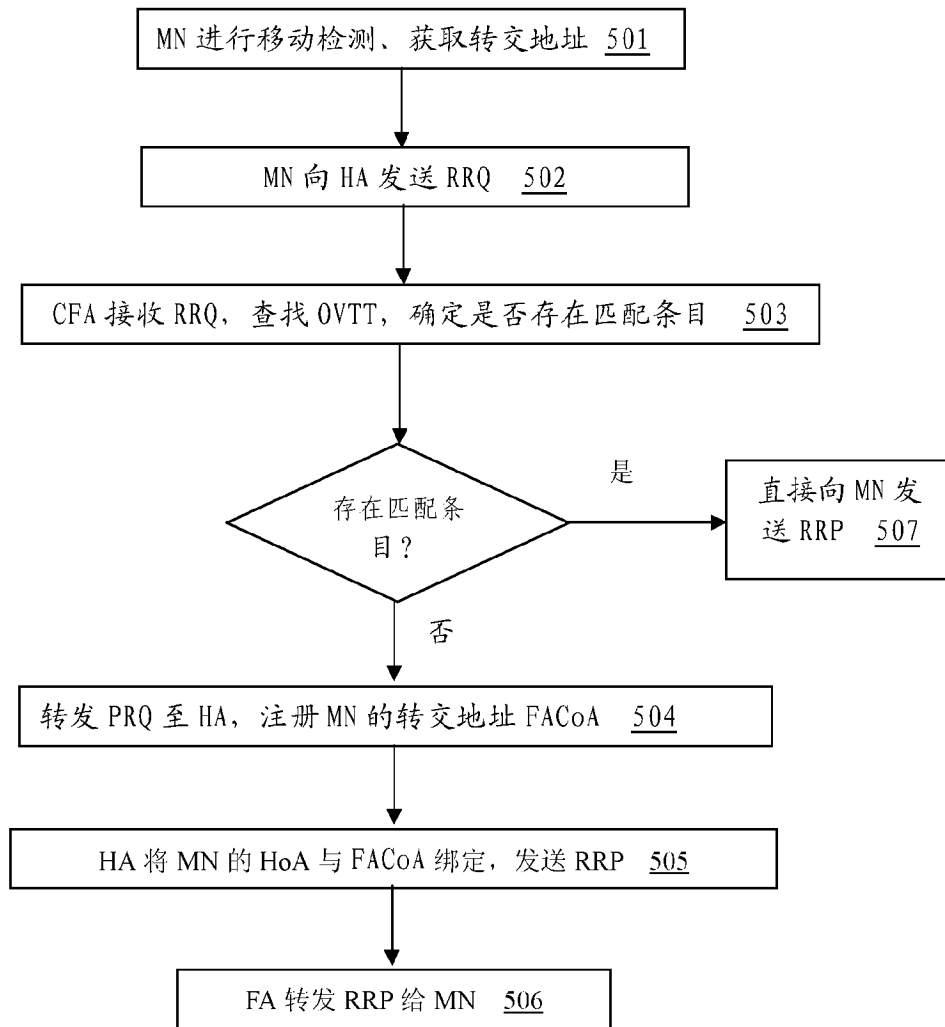 MN 进行移动检测、获取转交地址 501
MN 向 HA 发送 RRQ 502
CFA 接收 RRQ，查找 OVTT，确定是否存在匹配条目 503
存在匹配条
目？
是
直接向 MN 发
送 RRP 507
否
转发 PRQ 至 HA，注册 MN 的转交地址 FACoA 504
HA 将 MN 的 HoA 与 FACoA 绑定，发送 RRP 505
FA 转发 RRP 给 MN 506